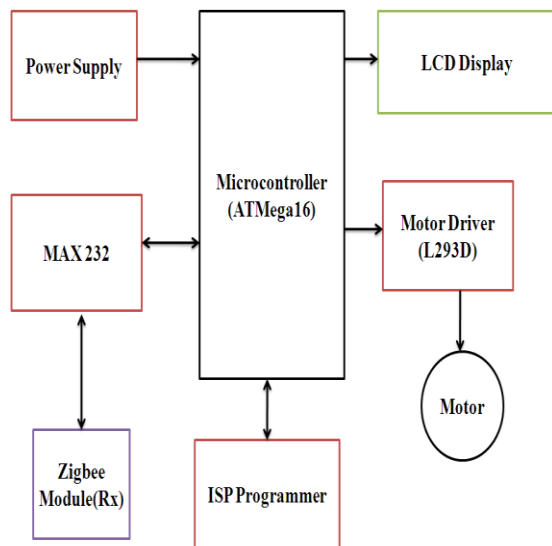 Power Supply
LCD Display
Microcontroller
(ATMega16)
MAX 232
Motor Driver
(L293D)
Motor
Zigbee
Module(Rx)
ISP Programmer